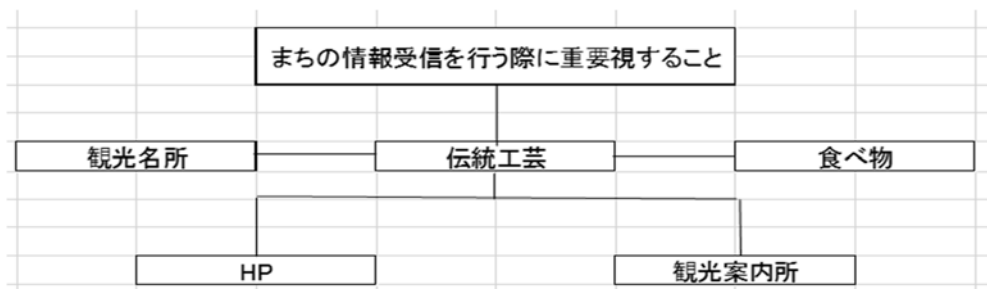 まちの情報受信を行う際に重要視すること
観光名所
伝統工芸
食べ物
HP
観光案内所